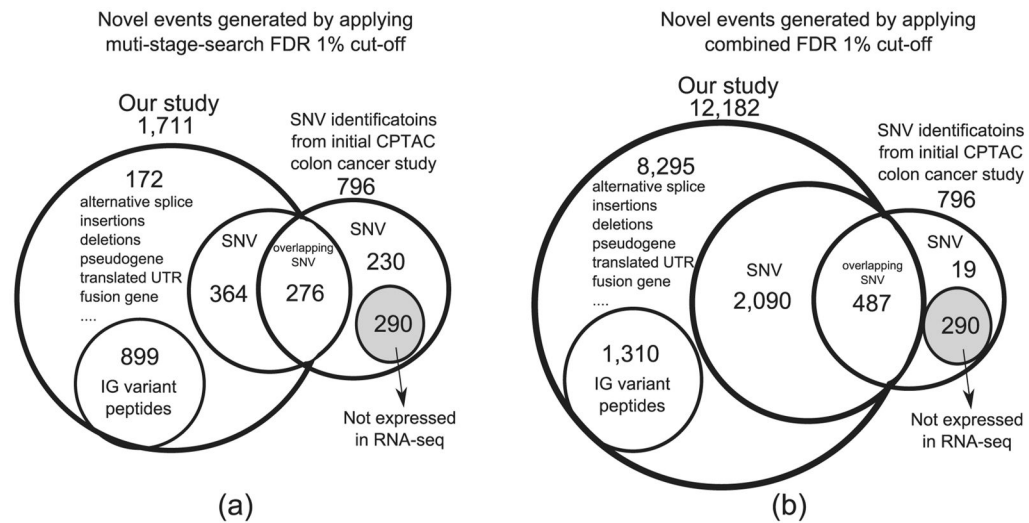 Novel events generated by applying
muti-stage-search FDR 1% cut-off
Our study
1,711
SNV identificatoins
from initial CPTAC
colon cancer study
796
172
alternative splice
insertions
deletions
pseudogene
translated UTR
fusion gene
....
SNV
364
overlapping
SNV
276
SNV
230
290
899
IG variant
peptides
Not expressed
in RNA-seq
(a)
Novel events generated by applying
combined FDR 1% cut-off
Our study
12,182
SNV identificatoins
from initial CPTAC
colon cancer study
796
8,295
alternative splice
insertions
deletions
pseudogene
translated UTR
fusion gene
....
SNV
2,090
overlapping
SNV
487
SNV
19
290
1,310
IG variant
peptides
Not expressed
in RNA-seq
(b)